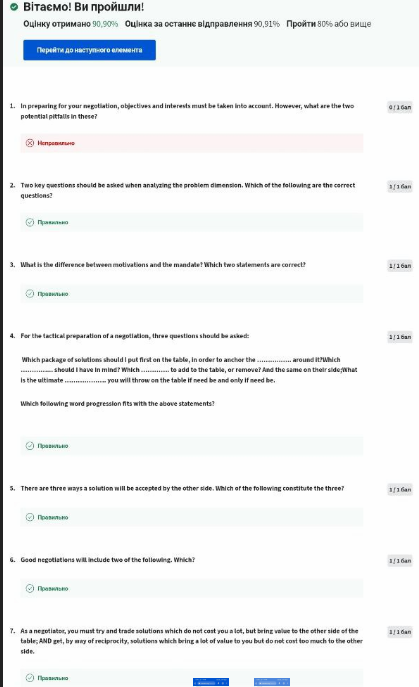 Вітаємо! Ви пройшли!
Оцінку отримано 90,90% Оцінка за останнє відправлення 90,91% Пройти 80% або вище
Перейти до наступного елемента
1. In preparing for your negotiation, objectives and interests must be taken into account. However, what are the two
potential pitfalls in these?
0 / 1 бал
Неправильно
2. Two key questions should be asked when analyzing the problem dimension. Which of the following are the correct
questions?
1 / 1 бал
Правильно
3. What is the difference between motivations and the mandate? Which two statements are correct?
1 / 1 бал
Правильно
4. For the tactical preparation of a negotiation, three questions should be asked:
1 / 1 бал
Which package of solutions should I put first on the table, in order to anchor the ................ around it?Which
............... should I have in mind? Which ............. to add to the table, or remove? And the same on their side;What
is the ultimate ................... you will throw on the table if need be and only if need be.
Which following word progression fits with the above statements?
Правильно
5. There are three ways a solution will be accepted by the other side. Which of the following constitute the three?
1 / 1 бал
Правильно
6. Good negotiations will include two of the following. Which?
1 / 1 бал
Правильно
7. As a negotiator, you must try and trade solutions which do not cost you a lot, but bring value to the other side of the
table; AND get, by way of reciprocity, solutions which bring a lot of value to you but do not cost too much to the other
side.
1 / 1 бал
Правильно